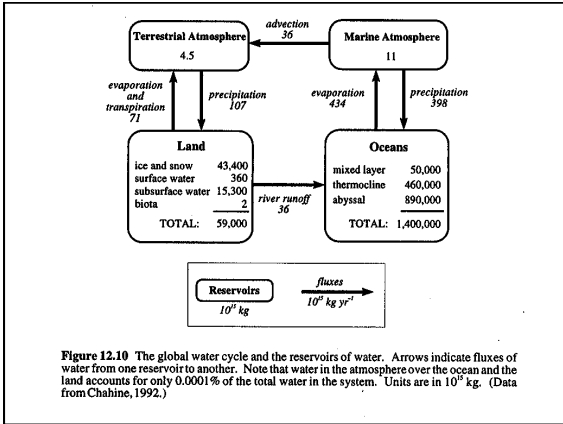 advection
36
Terrestrial Atmosphere
4.5
Marine Atmosphere
11
evaporation
and
transpiration
71
precipitation
107
evaporation
434
precipitation
398
Land
ice and snow 43,400
surface water 360
subsurface water 15,300
biota 2
TOTAL: 59,000
river runoff
36
Oceans
mixed layer 50,000
thermocline 460,000
abyssal 890,000
TOTAL: 1,400,000
Reservoirs
10¹⁵ kg
fluxes
10¹⁵ kg yr⁻¹
Figure 12.10 The global water cycle and the reservoirs of water. Arrows indicate fluxes of
water from one reservoir to another. Note that water in the atmosphere over the ocean and the
land accounts for only 0.0001% of the total water in the system. Units are in 10¹⁵ kg. (Data
from Chahine, 1992.)